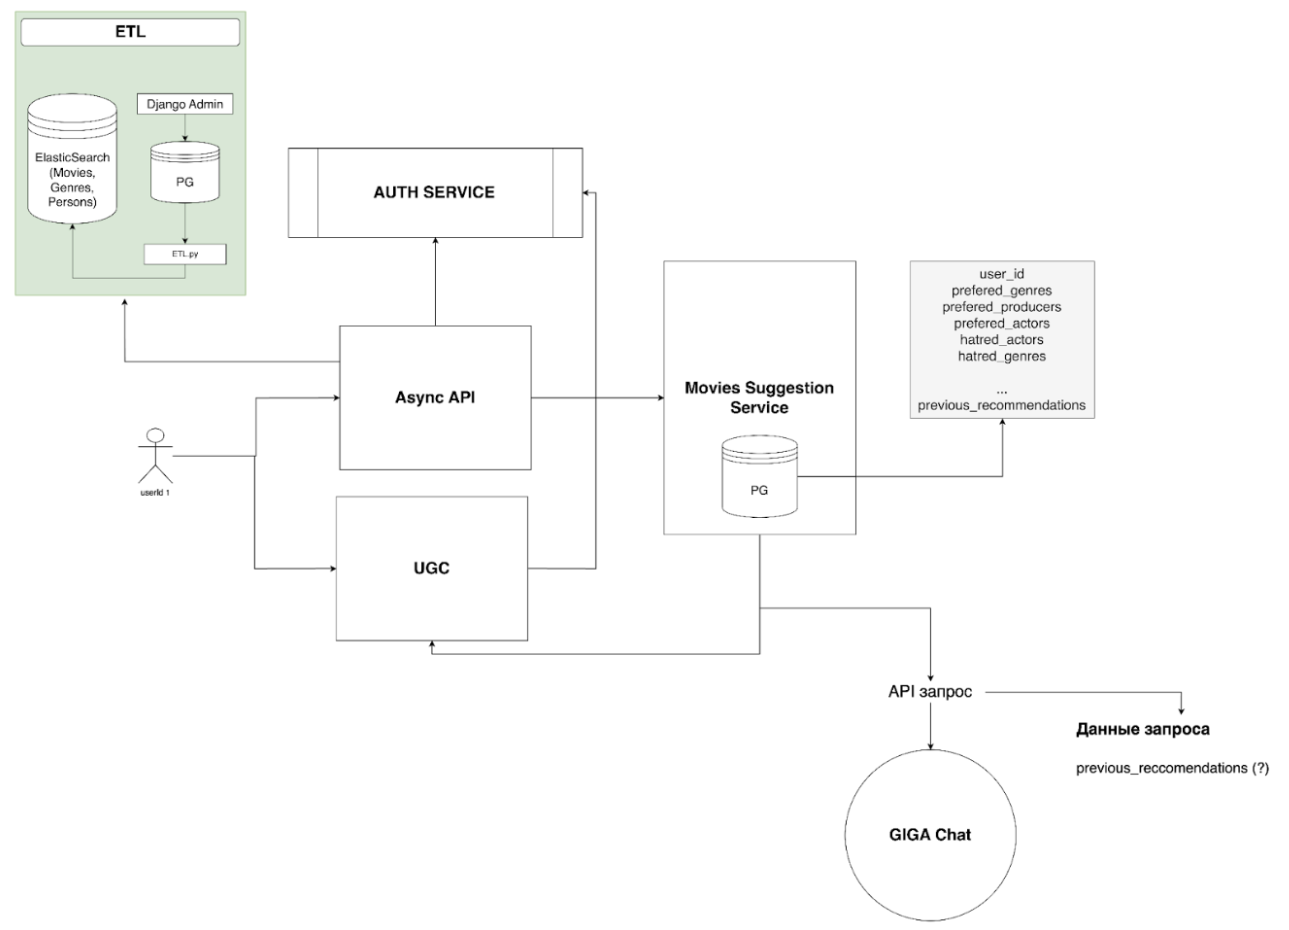 ETL
Django Admin
ElasticSearch
(Movies,
Genres,
Persons)
PG
ETL.py
AUTH SERVICE
user_id
prefered_genres
prefered_producers
prefered_actors
hatred_actors
hatred_genres
...
previous_recommendations
Async API
Movies Suggestion
Service
PG
userId 1
UGC
API запрос
Данные запроса
previous_reccomendations (?)
GIGA Chat